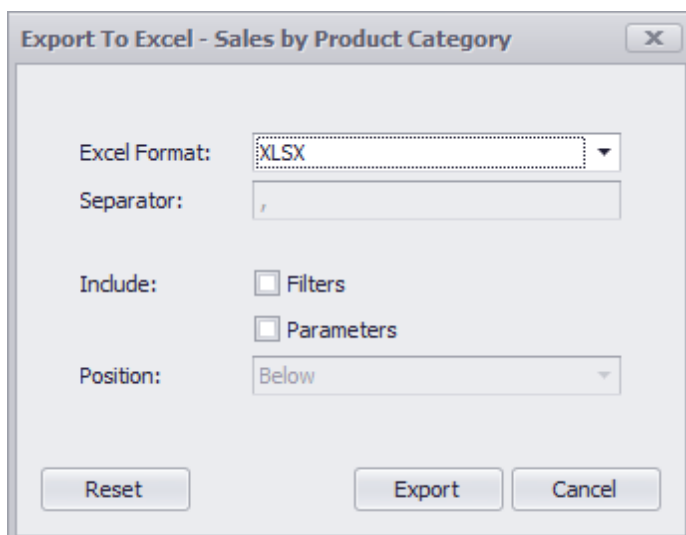 Export To Excel - Sales by Product Category
Excel Format: XLSX
Separator: ,
Include: Filters
Parameters
Position: Below
Reset Export Cancel